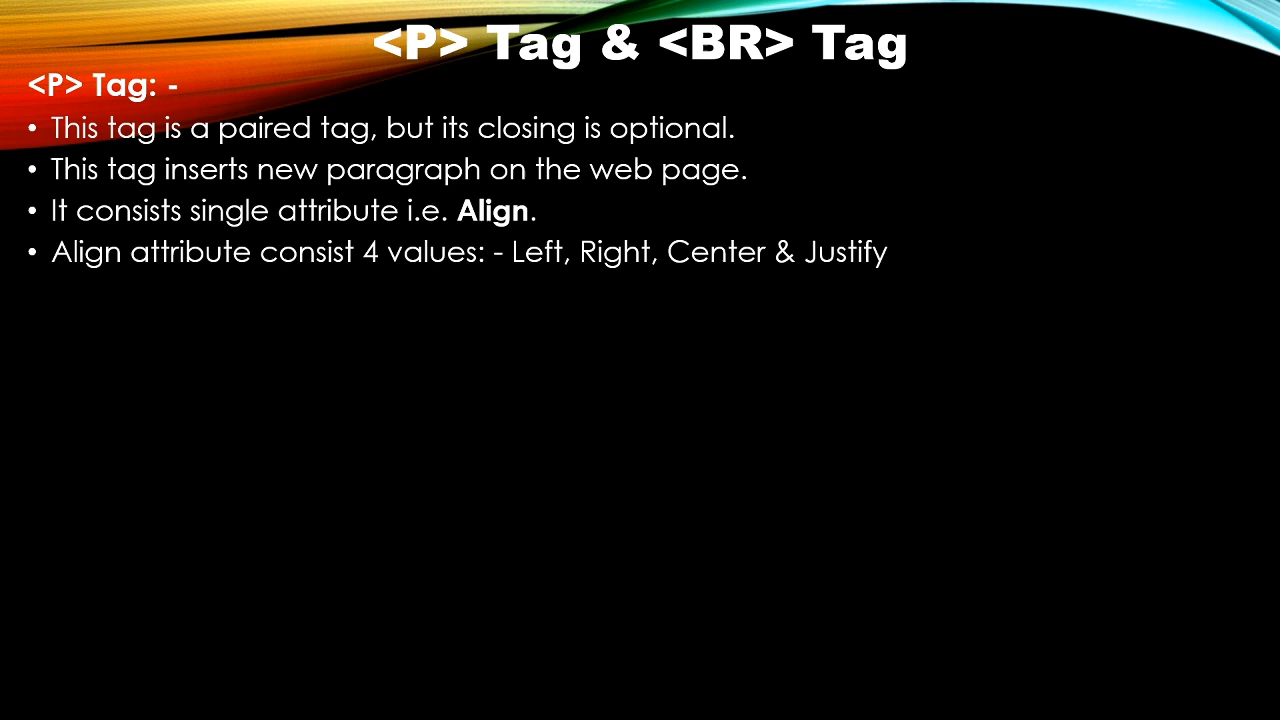 <P> Tag & <BR> Tag
<P> Tag: -
• This tag is a paired tag, but its closing is optional.
• This tag inserts new paragraph on the web page.
• It consists single attribute i.e. Align.
• Align attribute consist 4 values: - Left, Right, Center & Justify